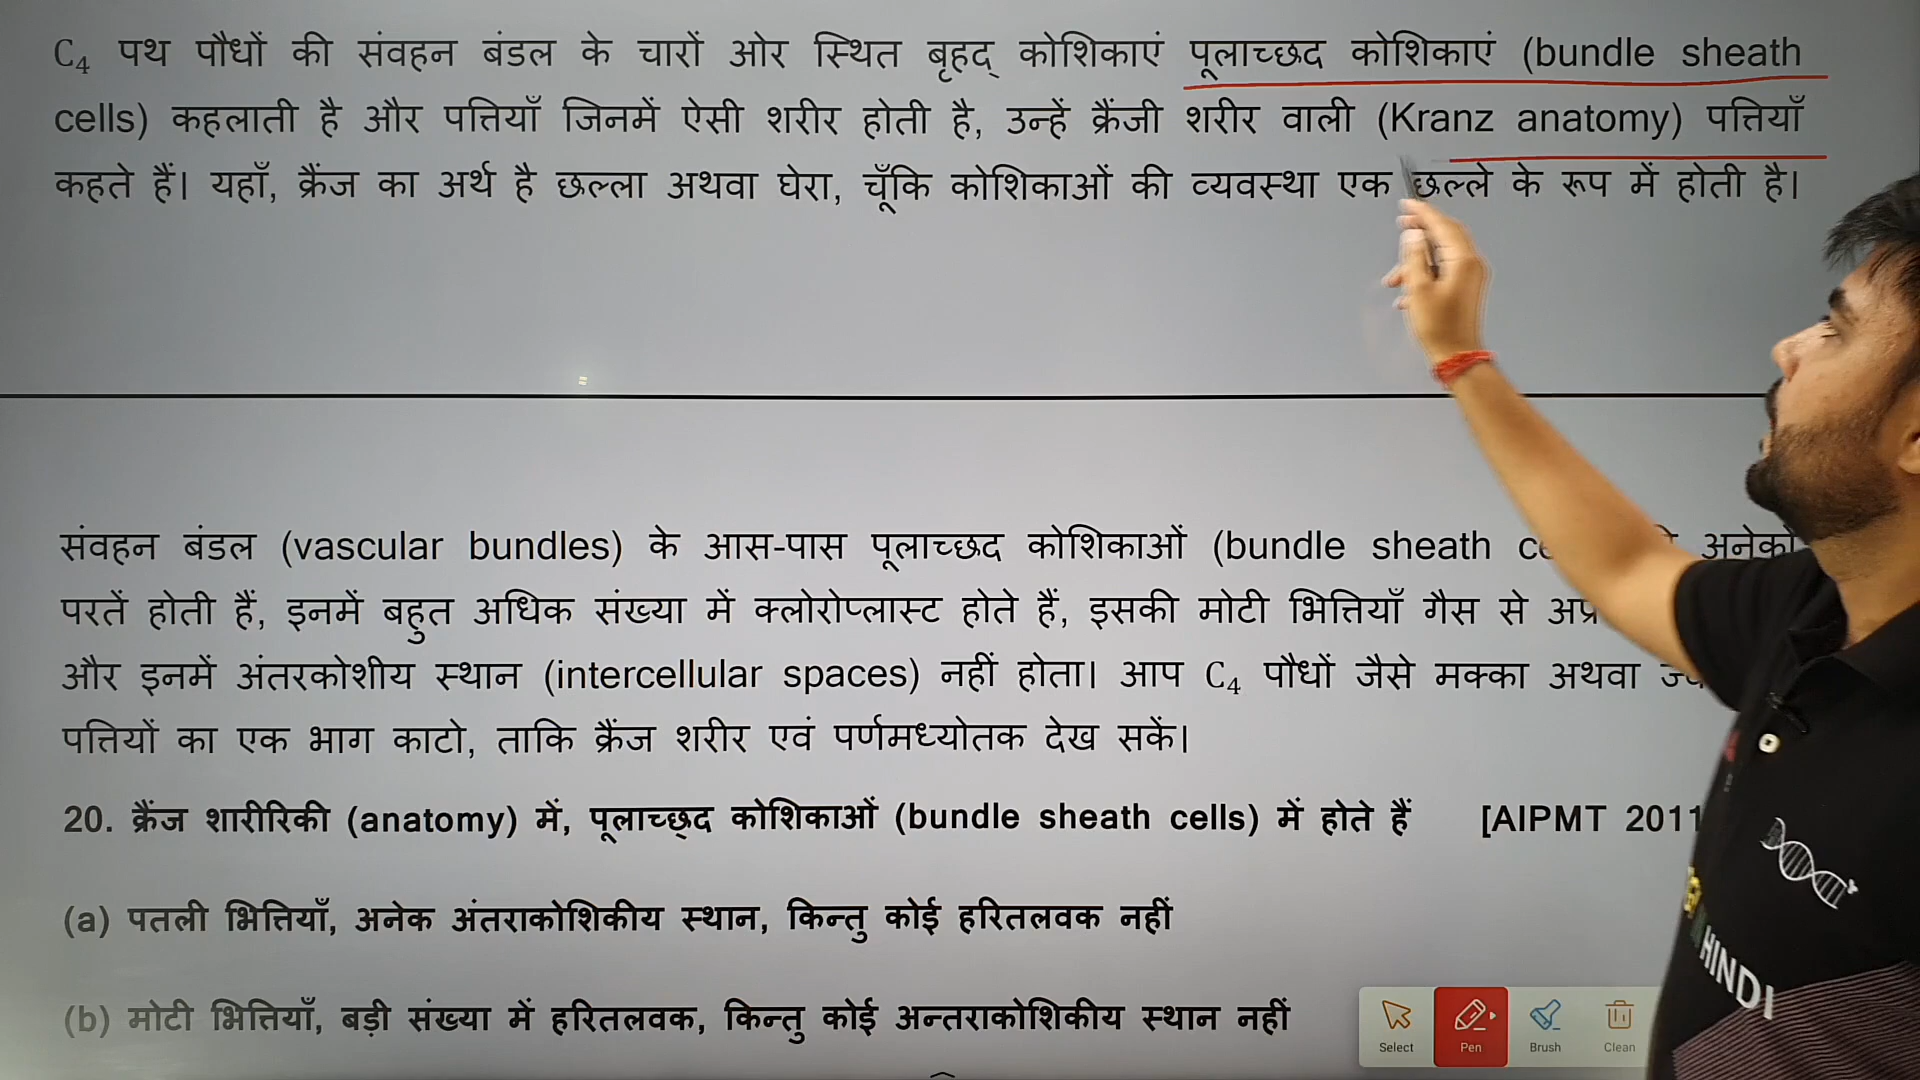 C₄ पथ पौधों की संवहन बंडल के चारों ओर स्थित बृहद् कोशिकाएं पूलाच्छद कोशिकाएं (bundle sheath
cells) कहलाती है और पत्तियाँ जिनमें ऐसी शरीर होती है, उन्हें क्रैंजी शरीर वाली (Kranz anatomy) पत्तियाँ
कहते हैं। यहाँ, क्रैंज का अर्थ है छल्ला अथवा घेरा, चूँकि कोशिकाओं की व्यवस्था एक छल्ले के रूप में होती है।
संवहन बंडल (vascular bundles) के आस-पास पूलाच्छद कोशिकाओं (bundle sheath अनेकों
परतें होती हैं, इनमें बहुत अधिक संख्या में क्लोरोप्लास्ट होते हैं, इसकी मोटी भित्तियाँ गैस से
और इनमें अंतरकोशीय स्थान (intercellular spaces) नहीं होता। आप C₄ पौधों जैसे मक्का अथवा
पत्तियों का एक भाग काटो, ताकि क्रैंज शरीर एवं पर्णमध्योतक देख सकें।
20. क्रैंज शारीरिकी (anatomy) में, पूलाच्छ्द कोशिकाओं (bundle sheath cells) में होते हैं [AIPMT 2011
(a) पतली भित्तियाँ, अनेक अंतराकोशिकीय स्थान, किन्तु कोई हरितलवक नहीं
(b) मोटी भित्तियाँ, बड़ी संख्या में हरितलवक, किन्तु कोई अन्तराकोशिकीय स्थान नहीं
Select Pen Brush Clean
HINDI